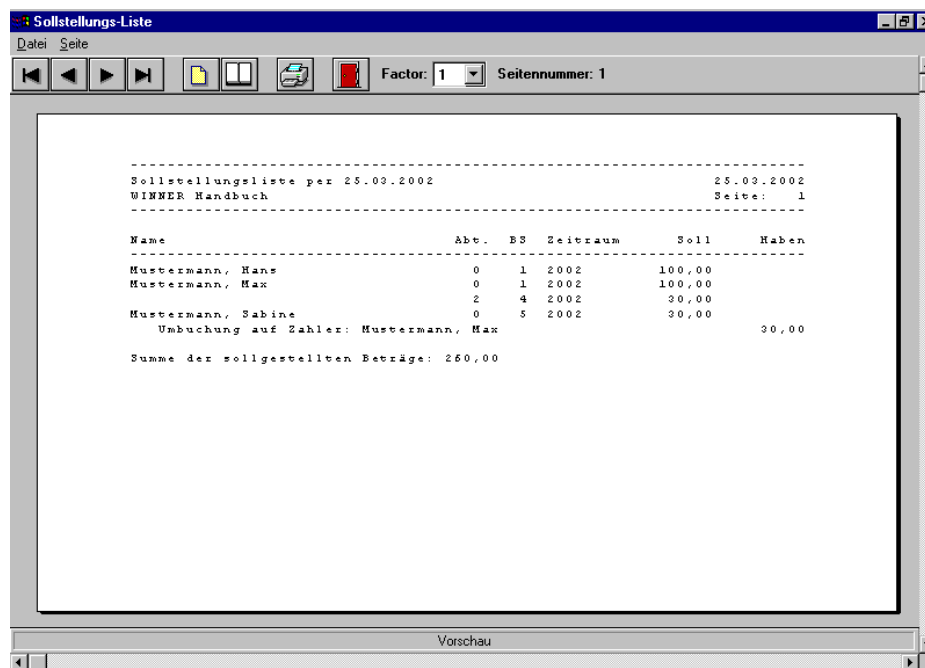 Sollstellungs-Liste
Datei Seite
Factor: 1 Seitennummer: 1
Sollstellungsliste per 25.03.2002 25.03.2002
WINNER Handbuch Seite: 1
Name Abt. BS Zeitraum Soll Haben
Mustermann, Hans 0 1 2002 100,00
Mustermann, Max 0 1 2002 100,00
2 4 2002 30,00
Mustermann, Sabine 0 5 2002 30,00
Umbuchung auf Zahler: Mustermann, Max 30,00
Summe der sollgestellten Beträge: 260,00
Vorschau